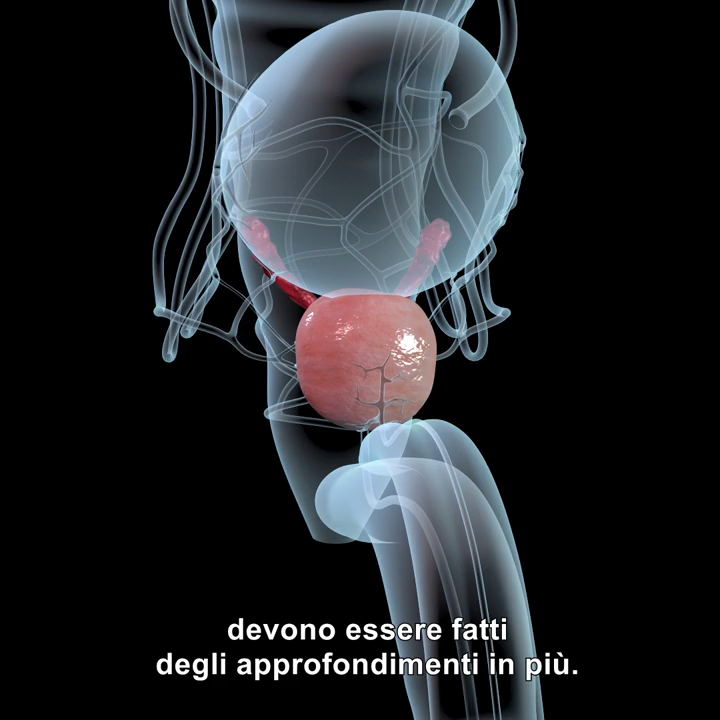 devono essere fatti
degli approfondimenti in più.